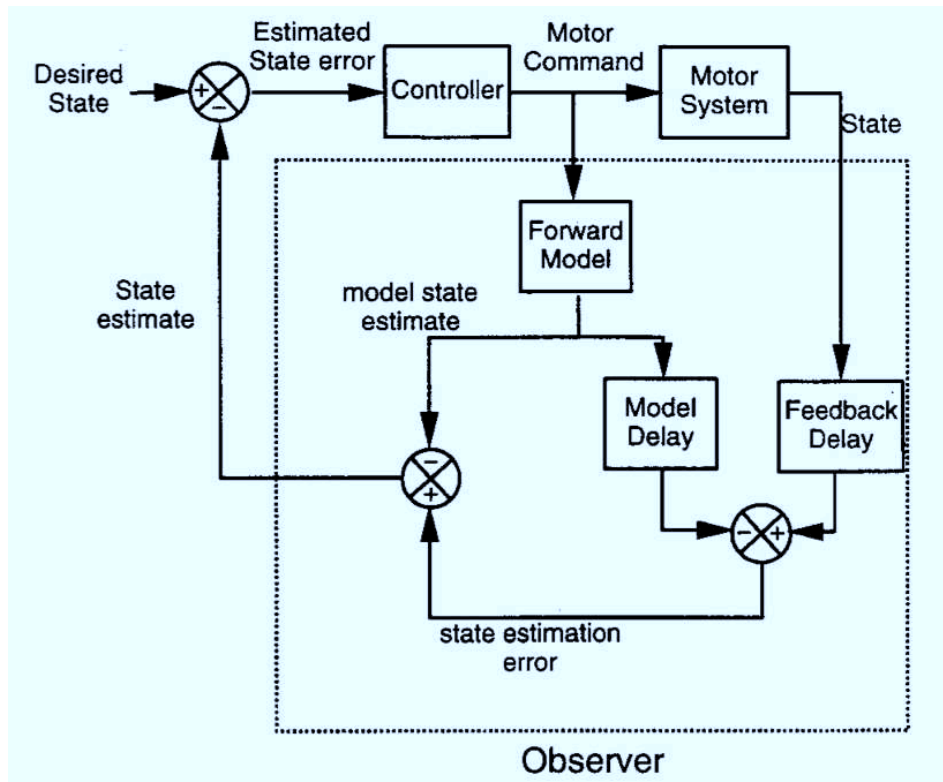 Desired
State
+
−
Estimated
State error
Controller
Motor
Command
Motor
System
State
Forward
Model
State
estimate
model state
estimate
Model
Delay
Feedback
Delay
−
+
−
+
state estimation
error
Observer